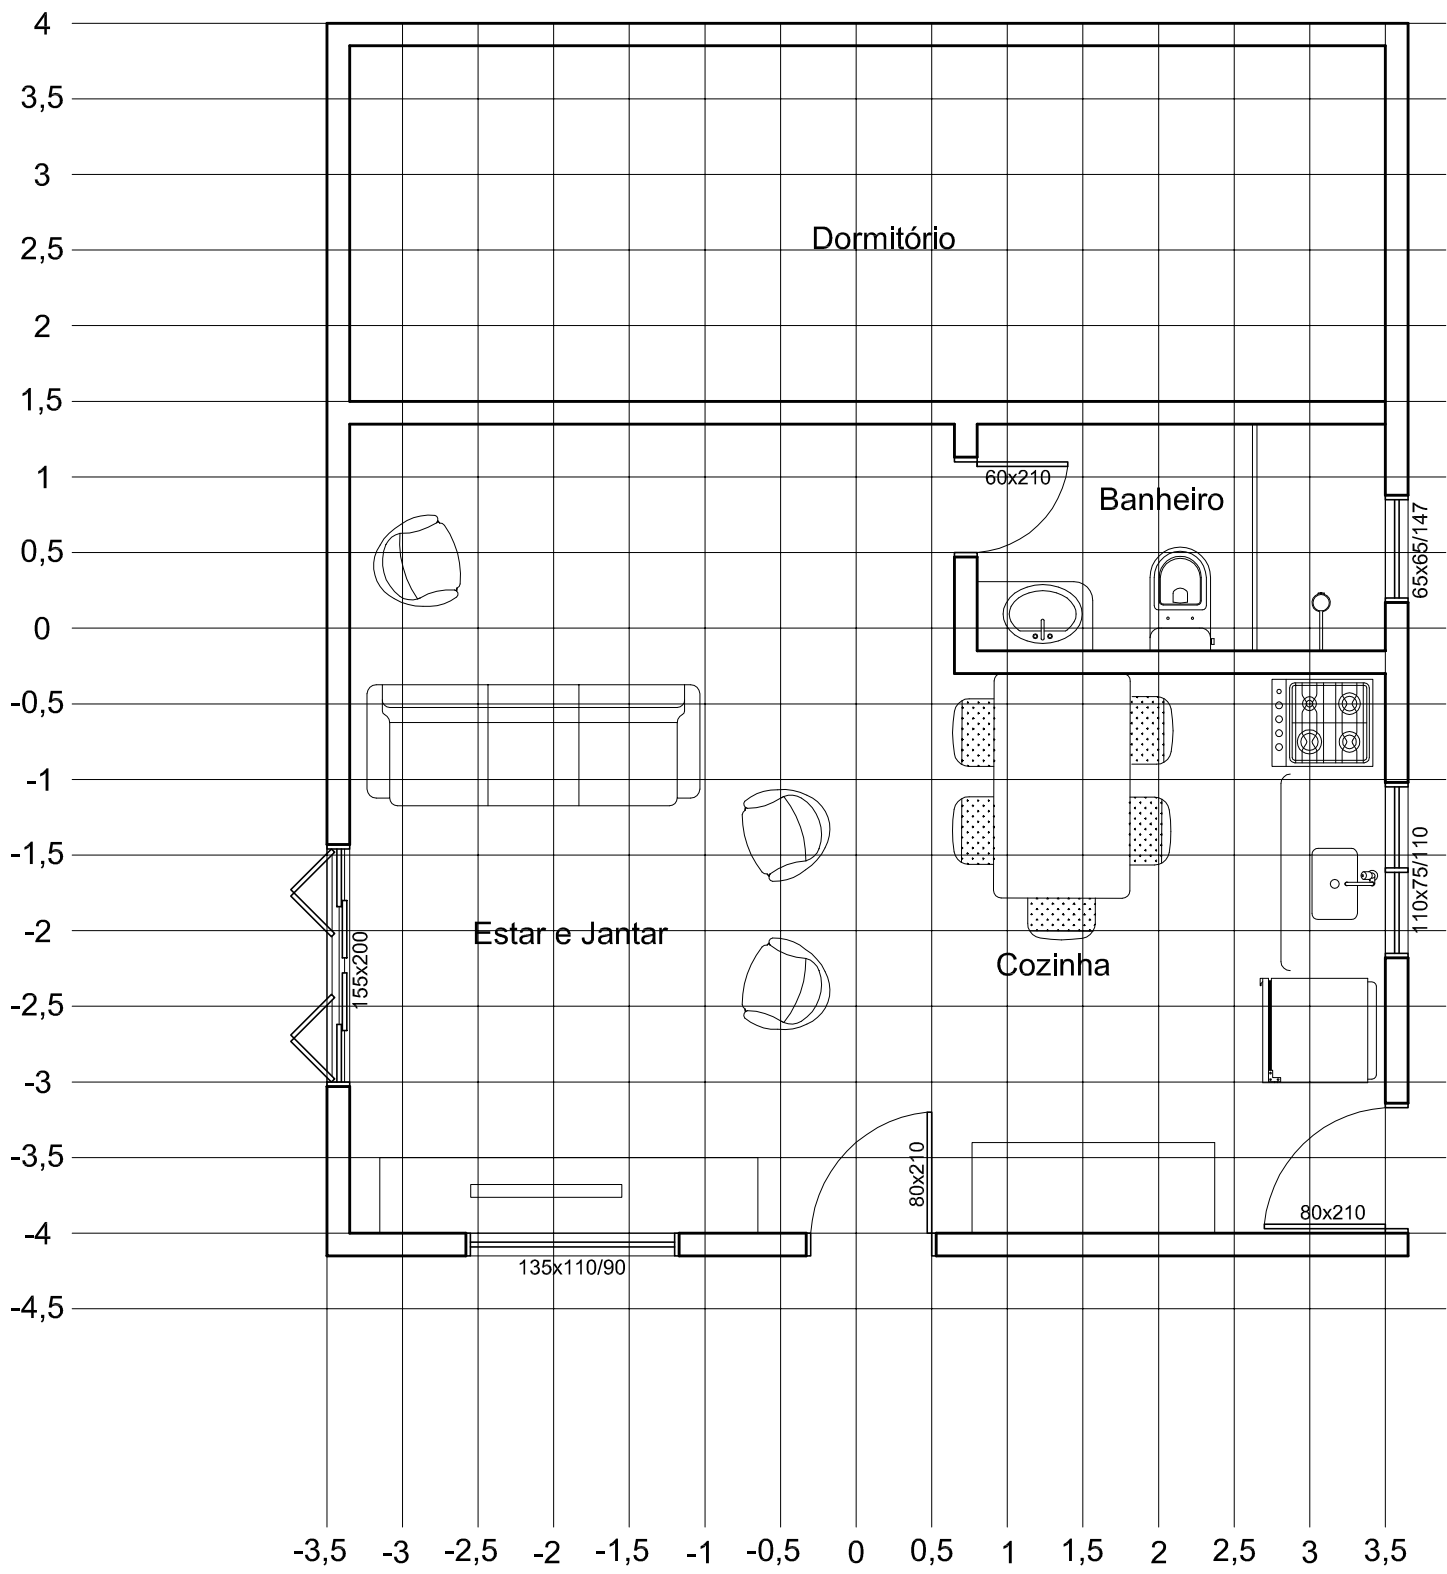 4
3,5
3
2,5
Dormitório
2
1,5
1
60x210
Banheiro
0,5
65x65/147
0
-0,5
-1
-1,5
110x75/110
-2
Estar e Jantar
155x200
Cozinha
-2,5
-3
-3,5
80x210
80x210
-4
135x110/90
-4,5
-3,5 -3 -2,5 -2 -1,5 -1 -0,5 0 0,5 1 1,5 2 2,5 3 3,5